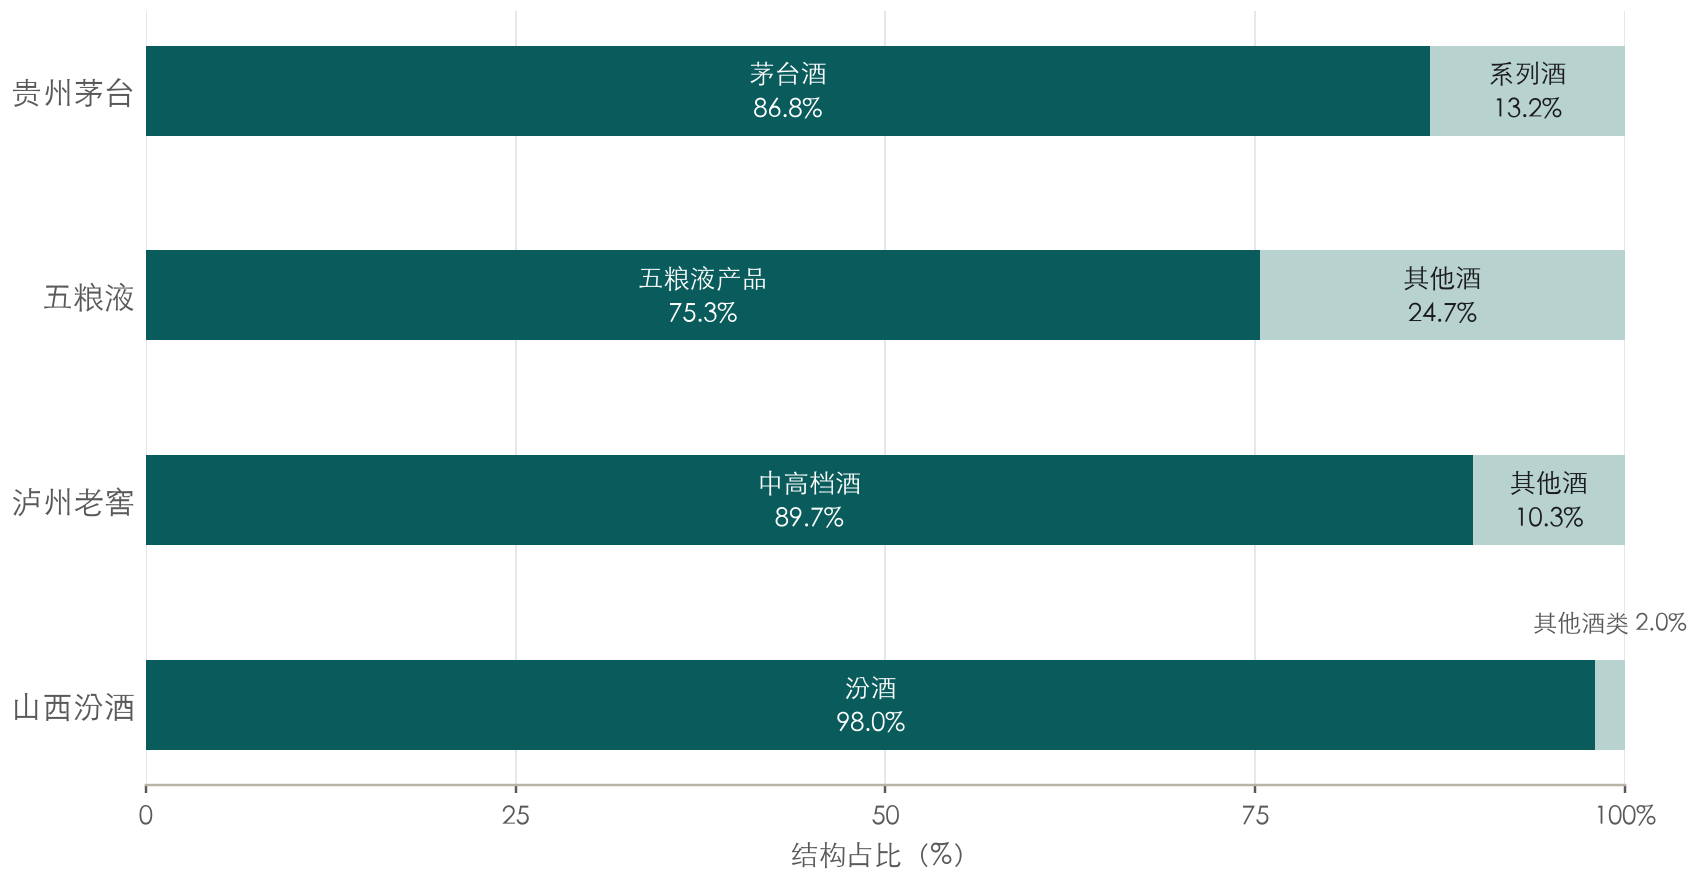 贵州茅台
茅台酒
86.8%
系列酒
13.2%
五粮液
五粮液产品
75.3%
其他酒
24.7%
泸州老窖
中高档酒
89.7%
其他酒
10.3%
其他酒类 2.0%
山西汾酒
汾酒
98.0%
0 25 50 75 100%
结构占比（%）